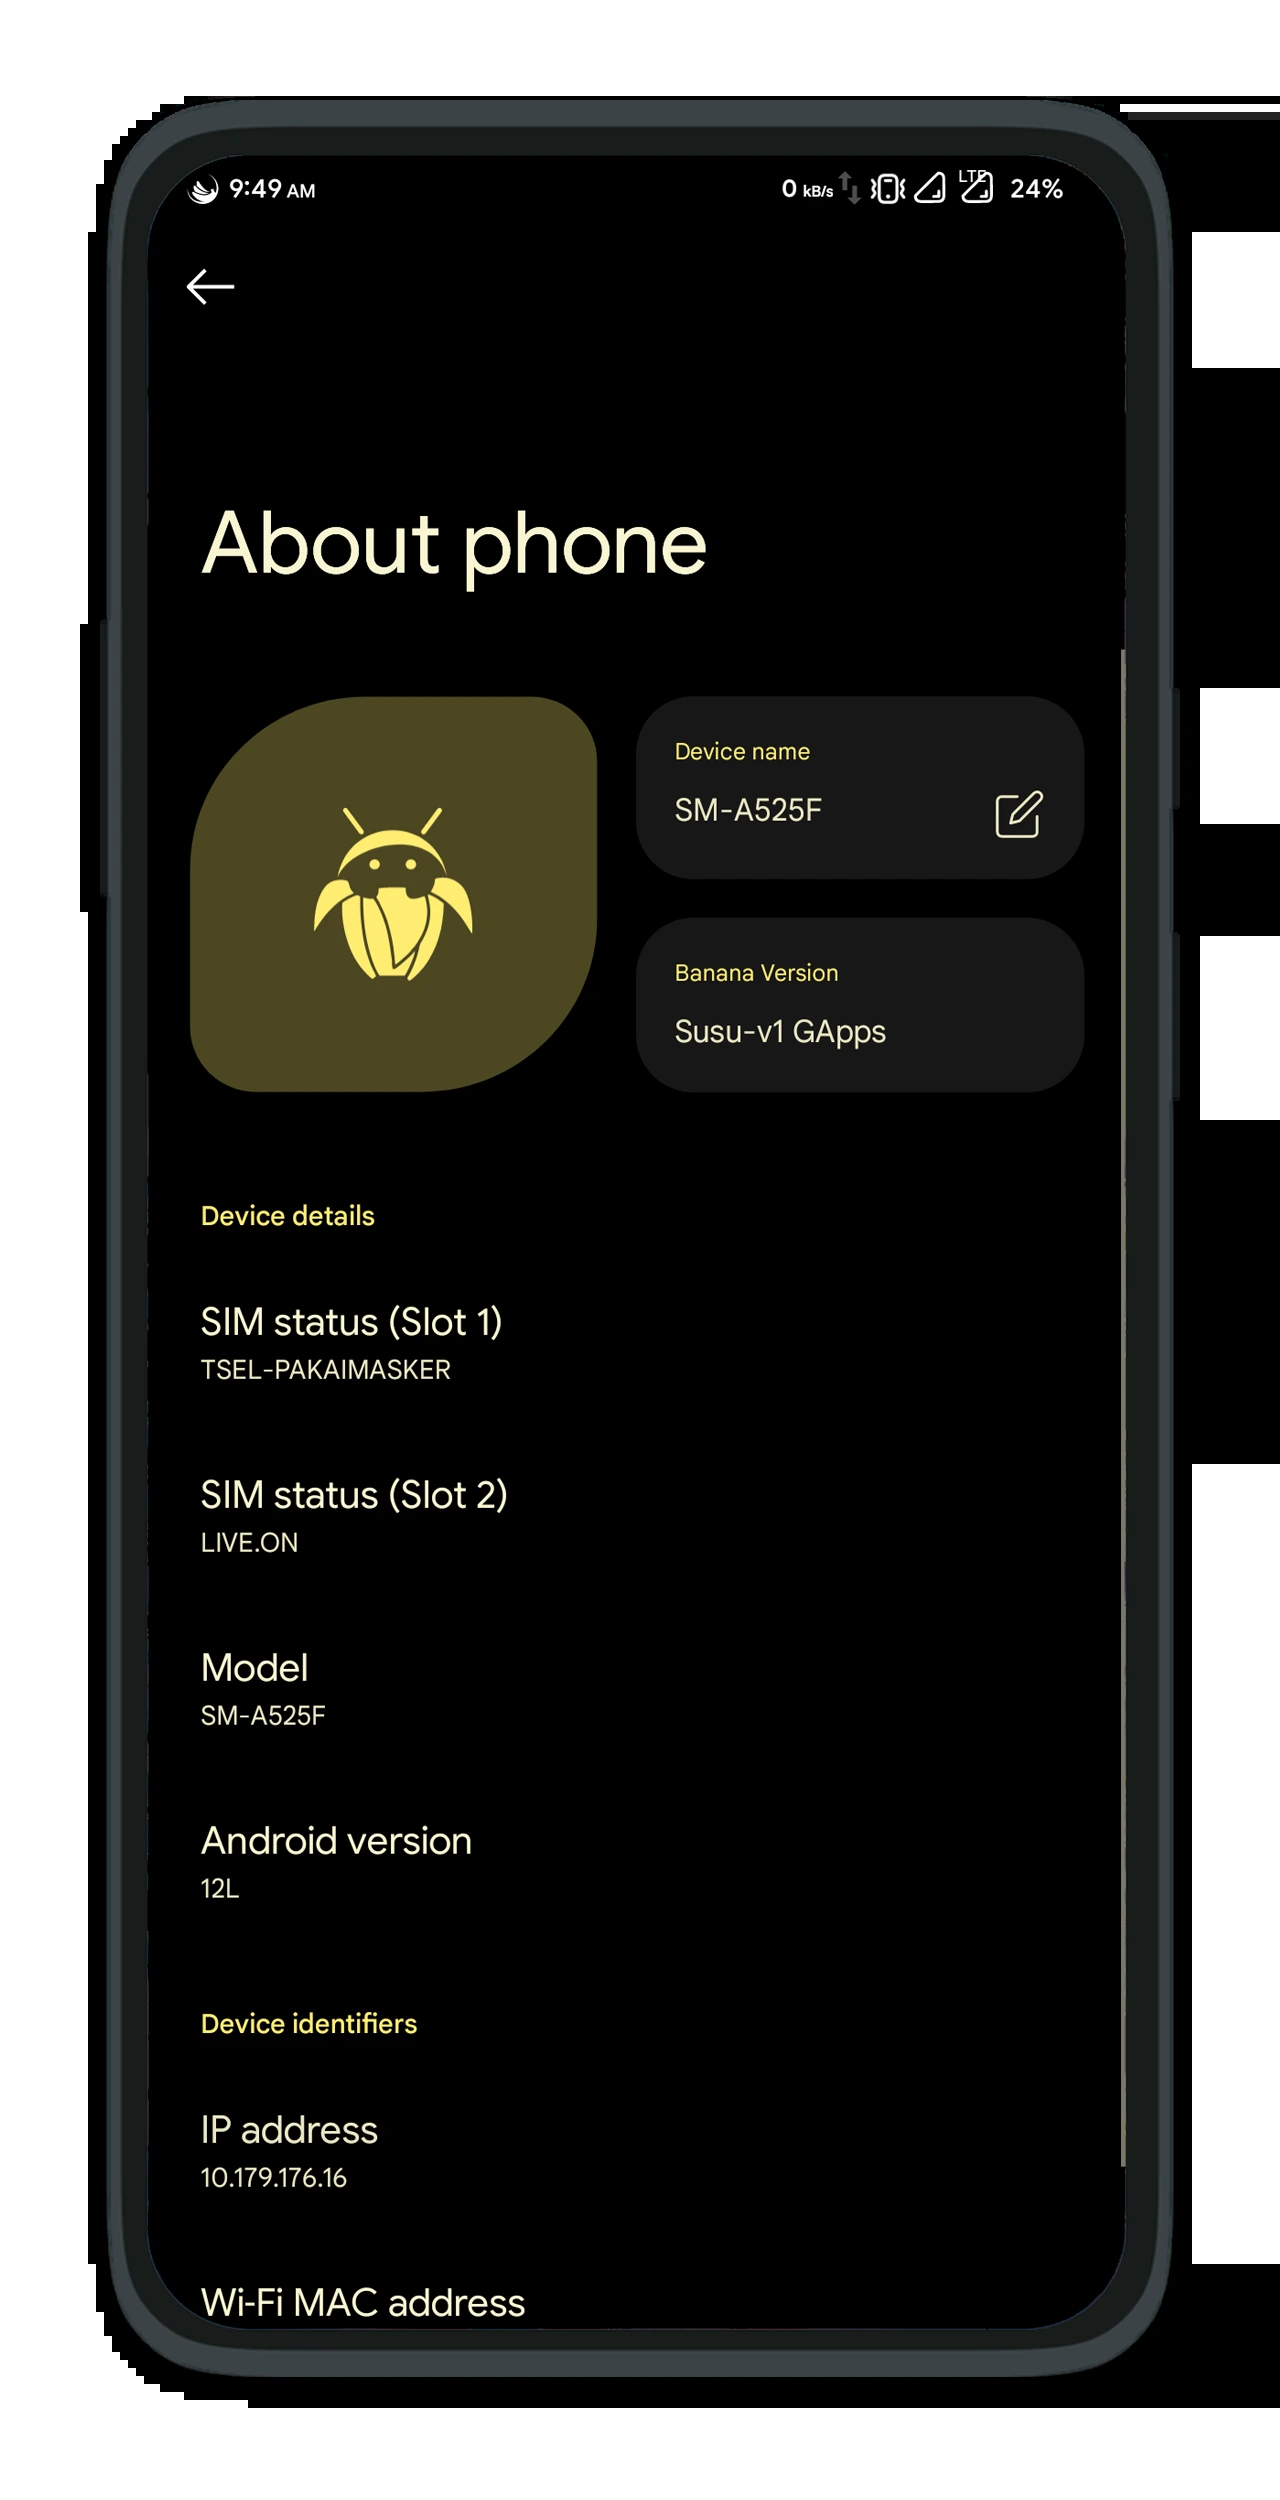 9:49 AM
0 kB/s LTE 24%
About phone
Device name
SM-A525F
Banana Version
Susu-v1 GApps
Device details
SIM status (Slot 1)
TSEL-PAKAIMASKER
SIM status (Slot 2)
LIVE.ON
Model
SM-A525F
Android version
12L
Device identifiers
IP address
10.179.176.16
Wi-Fi MAC address